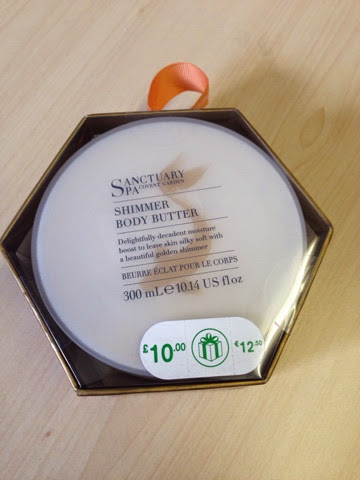 SANCTUARY
SPA COVENT GARDEN
SHIMMER
BODY BUTTER
Delightfully decadent moisture
boost to leave skin silky soft with
a beautiful golden shimmer
BEURRE ÉCLAT POUR LE CORPS
300 mL e 10.14 US fl oz
£10.00 €12.50